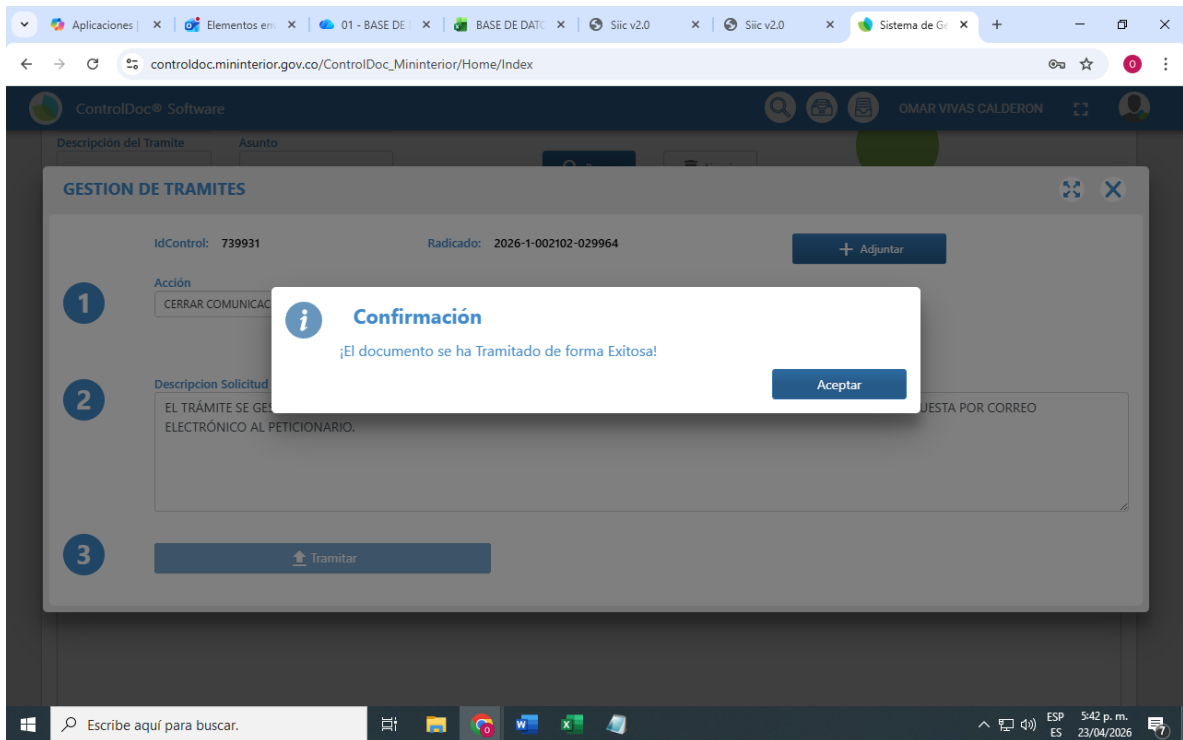 Aplicaciones |
Elementos en
01 - BASE DE
BASE DE DATO
Siic v2.0
Siic v2.0
Sistema de Ge
controldoc.mininterior.gov.co/ControlDoc_Mininterior/Home/Index
O
ControlDoc® Software
OMAR VIVAS CALDERON
Descripción del Tramite
Asunto
GESTION DE TRAMITES
IdControl: 739931
Radicado: 2026-1-002102-029964
+ Adjuntar
1
Acción
CERRAR COMUNICAC
Confirmación
¡El documento se ha Tramitado de forma Exitosa!
Aceptar
2
Descripcion Solicitud
EL TRÁMITE SE GES
UESTA POR CORREO
ELECTRÓNICO AL PETICIONARIO.
3
Tramitar
Escribe aquí para buscar.
ESP
ES
5:42 p. m.
23/04/2026
7